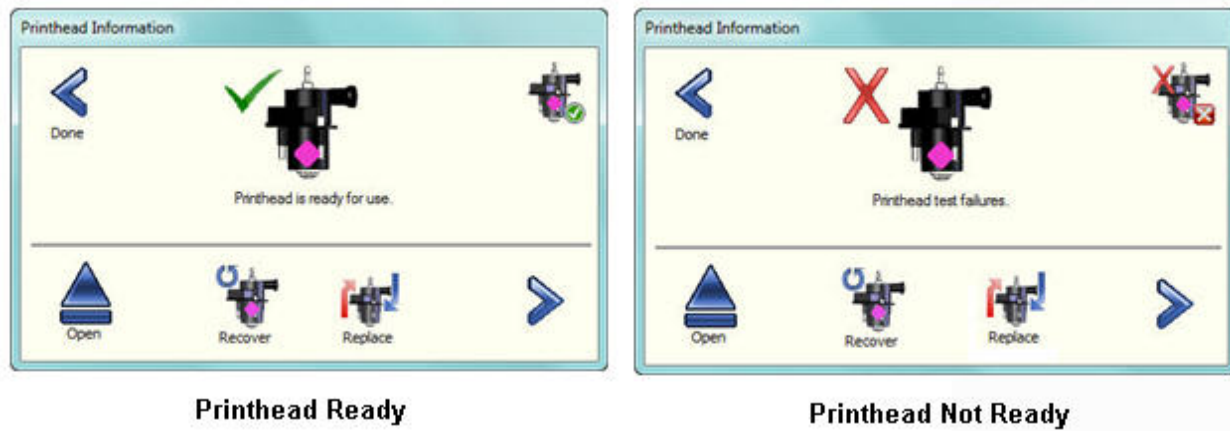 Printhead Information
Done
Printhead is ready for use.
Open
Recover
Replace
Printhead Ready
Printhead Information
Done
Printhead test failures.
Open
Recover
Replace
Printhead Not Ready